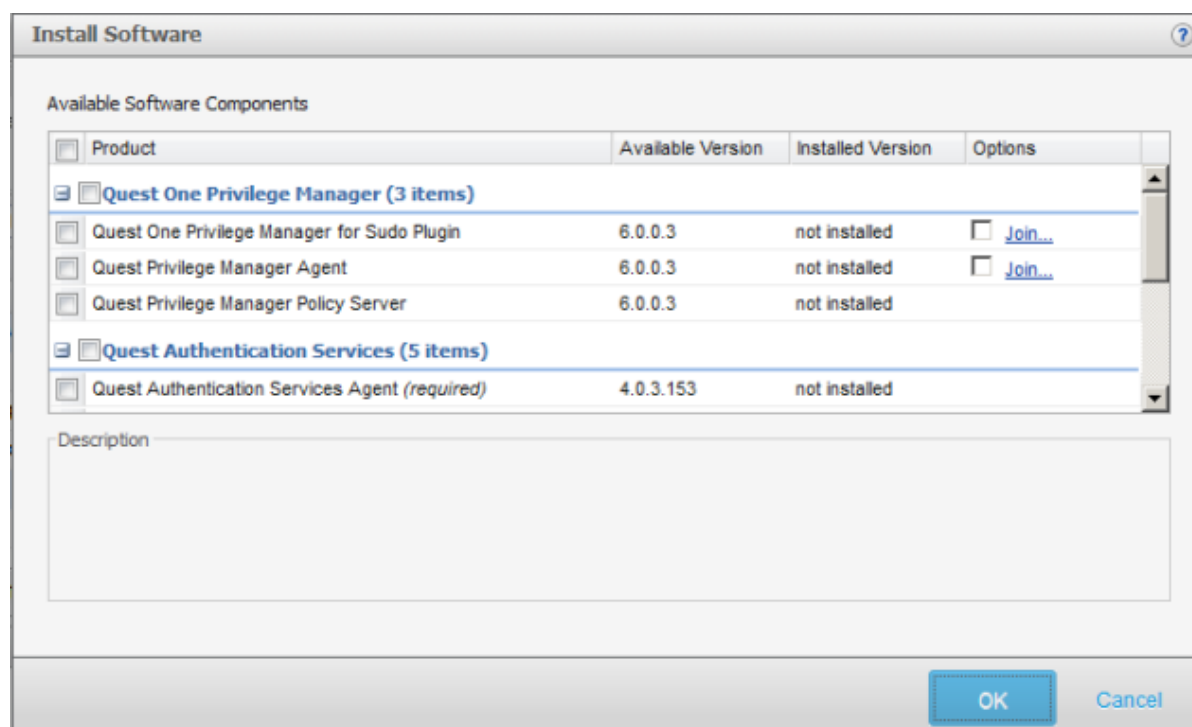 Install Software
?
Available Software Components
Product Available Version Installed Version Options
Quest One Privilege Manager (3 items)
Quest One Privilege Manager for Sudo Plugin 6.0.0.3 not installed Join...
Quest Privilege Manager Agent 6.0.0.3 not installed Join...
Quest Privilege Manager Policy Server 6.0.0.3 not installed
Quest Authentication Services (5 items)
Quest Authentication Services Agent (required) 4.0.3.153 not installed
Description
OK Cancel